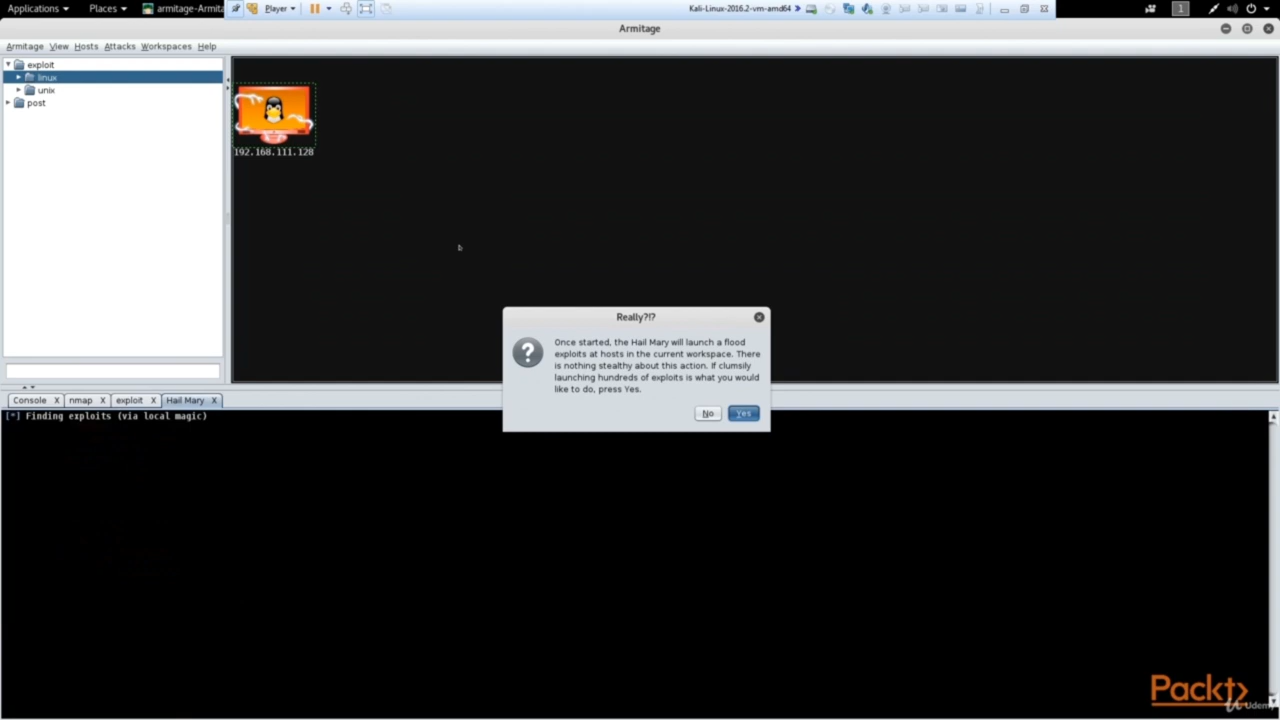 Applications Places armitage-Armita Player Kali-Linux-2016.2-vm-amd64 1
Armitage
Armitage View Hosts Attacks Workspaces Help
exploit
linux
unix
post
192.168.111.128
Really?!?
Once started, the Hail Mary will launch a flood
exploits at hosts in the current workspace. There
is nothing stealthy about this action. If clumsily
launching hundreds of exploits is what you would
like to do, press Yes.
No Yes
Console X nmap X exploit X Hail Mary X
[*] Finding exploits (via local magic)
Packt>
Udemy